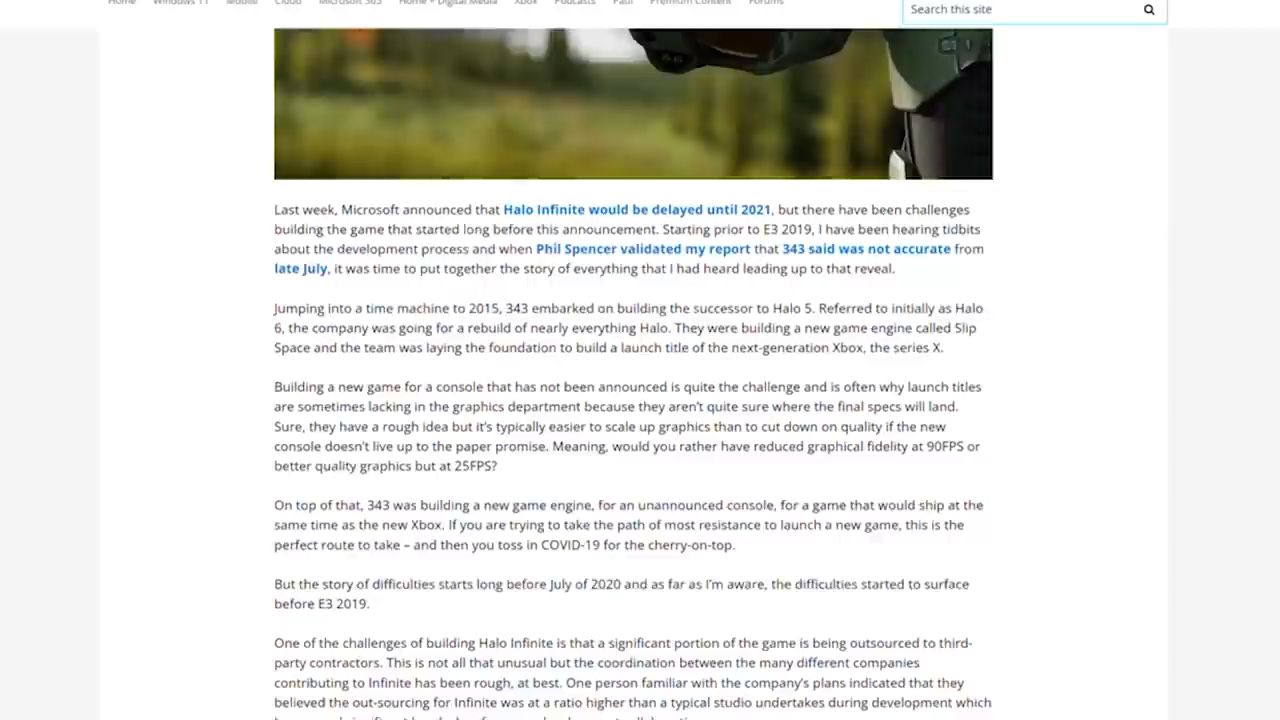 Home Windows 11 Mobile Cloud Microsoft 365 Home + Digital Media Xbox Podcasts Paul Premium Content Forums
Search this site
Last week, Microsoft announced that Halo Infinite would be delayed until 2021, but there have been challenges
building the game that started long before this announcement. Starting prior to E3 2019, I have been hearing tidbits
about the development process and when Phil Spencer validated my report that 343 said was not accurate from
late July, it was time to put together the story of everything that I had heard leading up to that reveal.
Jumping into a time machine to 2015, 343 embarked on building the successor to Halo 5. Referred to initially as Halo
6, the company was going for a rebuild of nearly everything Halo. They were building a new game engine called Slip
Space and the team was laying the foundation to build a launch title of the next-generation Xbox, the series X.
Building a new game for a console that has not been announced is quite the challenge and is often why launch titles
are sometimes lacking in the graphics department because they aren't quite sure where the final specs will land.
Sure, they have a rough idea but it's typically easier to scale up graphics than to cut down on quality if the new
console doesn't live up to the paper promise. Meaning, would you rather have reduced graphical fidelity at 90FPS or
better quality graphics but at 25FPS?
On top of that, 343 was building a new game engine, for an unannounced console, for a game that would ship at the
same time as the new Xbox. If you are trying to take the path of most resistance to launch a new game, this is the
perfect route to take – and then you toss in COVID-19 for the cherry-on-top.
But the story of difficulties starts long before July of 2020 and as far as I'm aware, the difficulties started to surface
before E3 2019.
One of the challenges of building Halo Infinite is that a significant portion of the game is being outsourced to third-
party contractors. This is not all that unusual but the coordination between the many different companies
contributing to Infinite has been rough, at best. One person familiar with the company's plans indicated that they
believed the out-sourcing for Infinite was at a ratio higher than a typical studio undertakes during development which